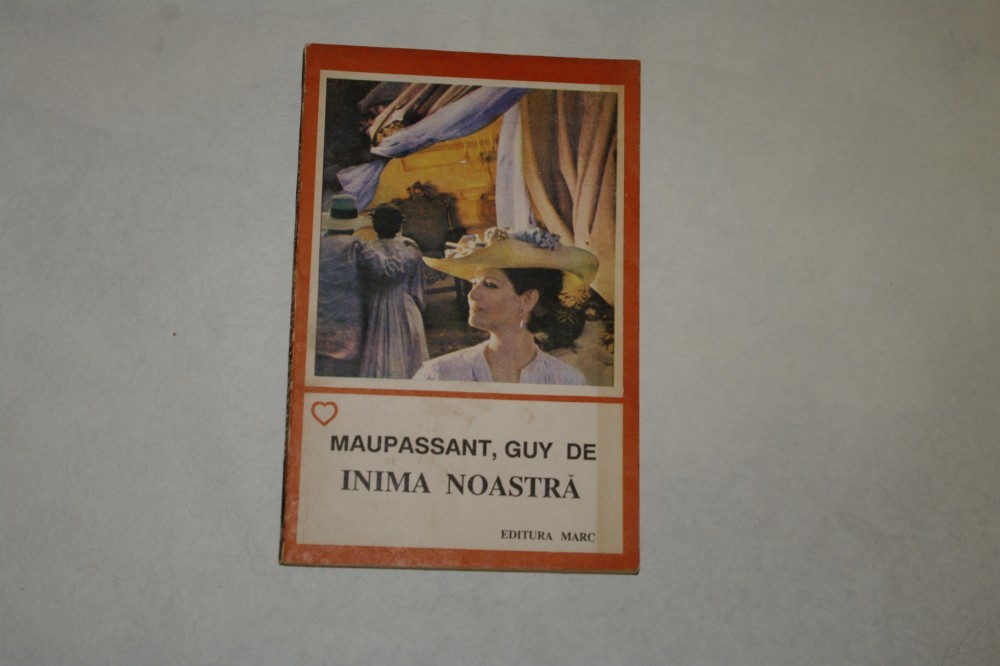 MAUPASSANT, GUY DE
INIMA NOASTRĂ
EDITURA MARC